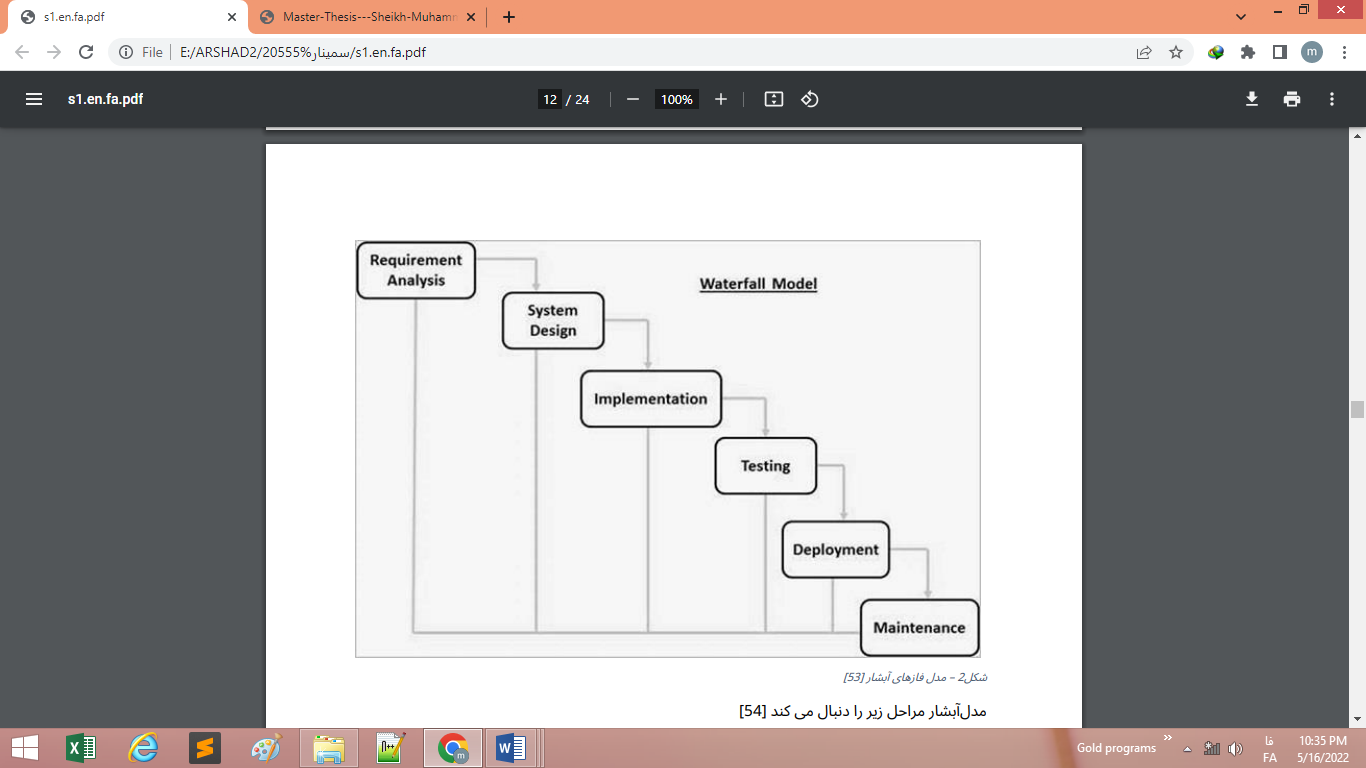 s1.en.fa.pdf
Master-Thesis---Sheikh-Muhamm
File
E:/ARSHAD2/20555%سمینار/s1.en.fa.pdf
m
s1.en.fa.pdf
12 / 24
100%
Requirement
Analysis
Waterfall Model
System
Design
Implementation
Testing
Deployment
Maintenance
شکل2 – مدل فازهای آبشار [53]
مدل‌آبشار مراحل زیر را دنبال می کند [54]
Gold programs
فا
FA
10:35 PM
5/16/2022